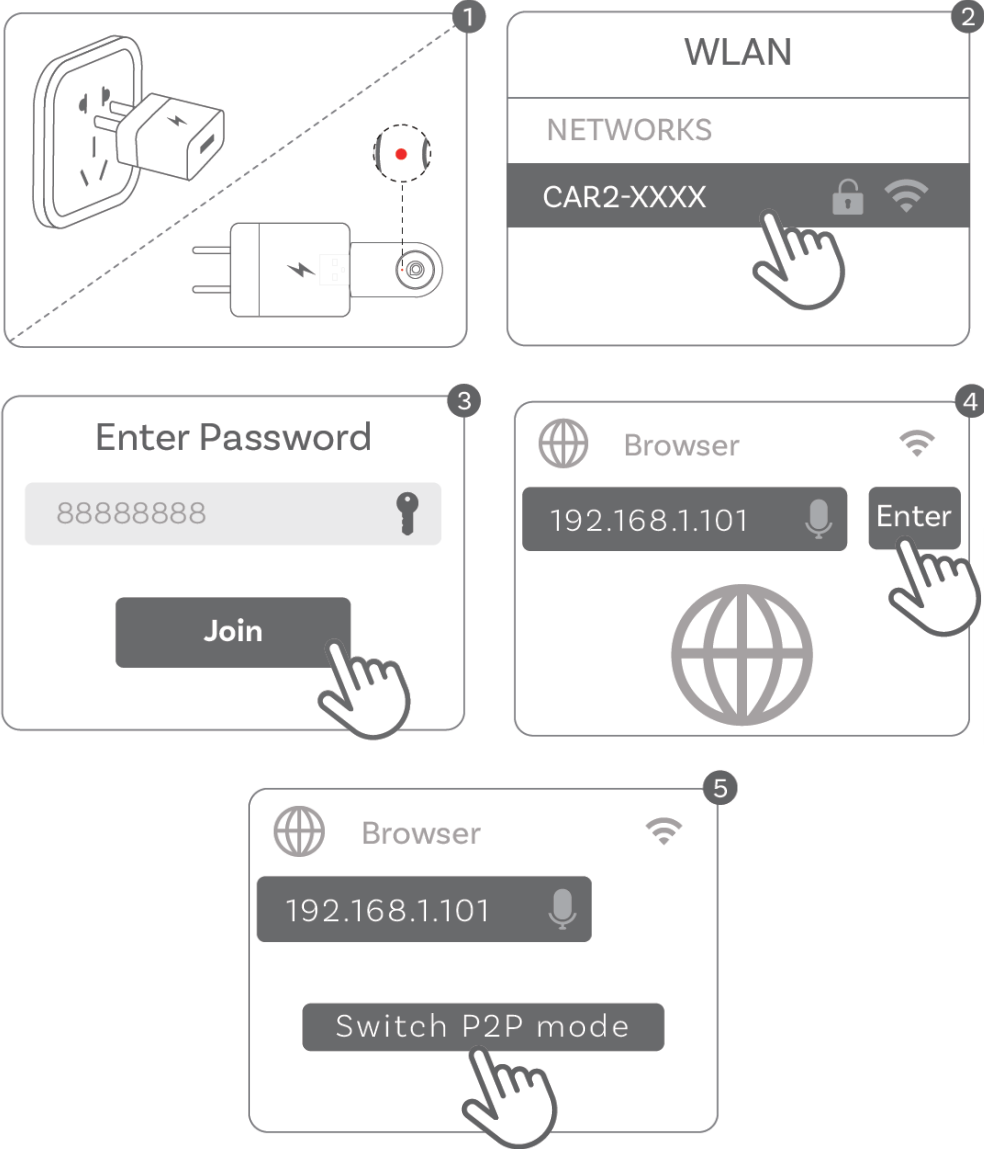 1
2
WLAN
NETWORKS
CAR2-XXXX
3
Enter Password
88888888
Join
4
Browser
192.168.1.101
Enter
5
Browser
192.168.1.101
Switch P2P mode